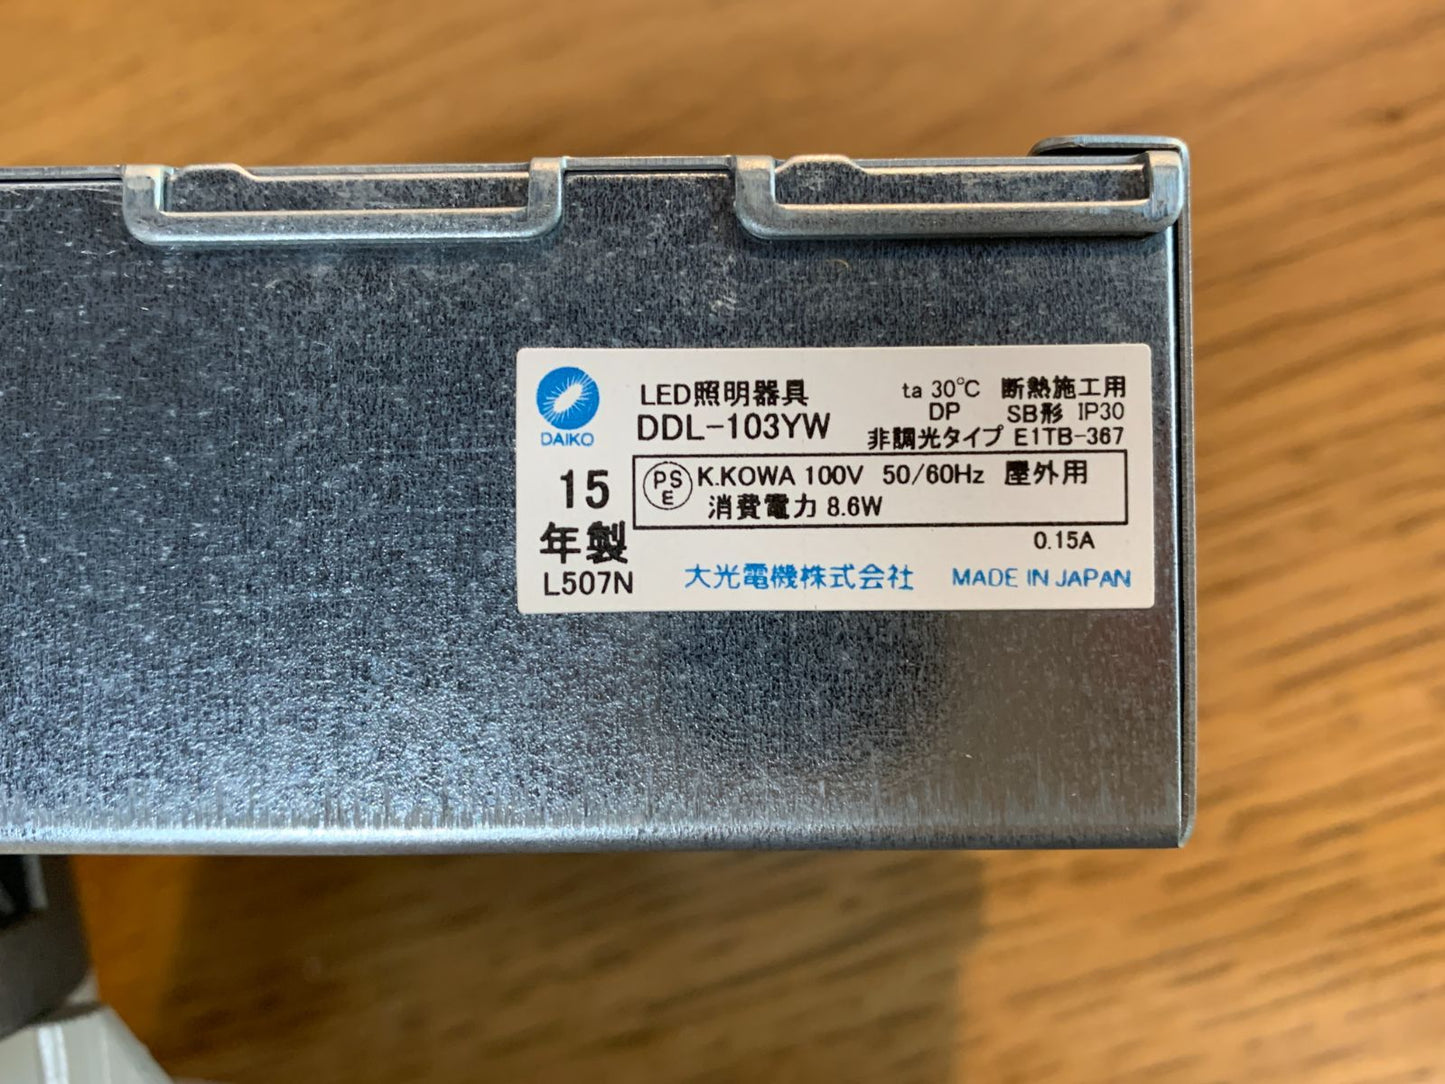 DAIKO
15
年製
L507N
LED照明器具
DDL-103YW
ta 30℃ 断熱施工用
DP SB形 IP30
非調光タイプ E1TB-367
PSE K.KOWA 100V 50/60Hz 屋外用
消費電力 8.6W
0.15A
大光電機株式会社 MADE IN JAPAN